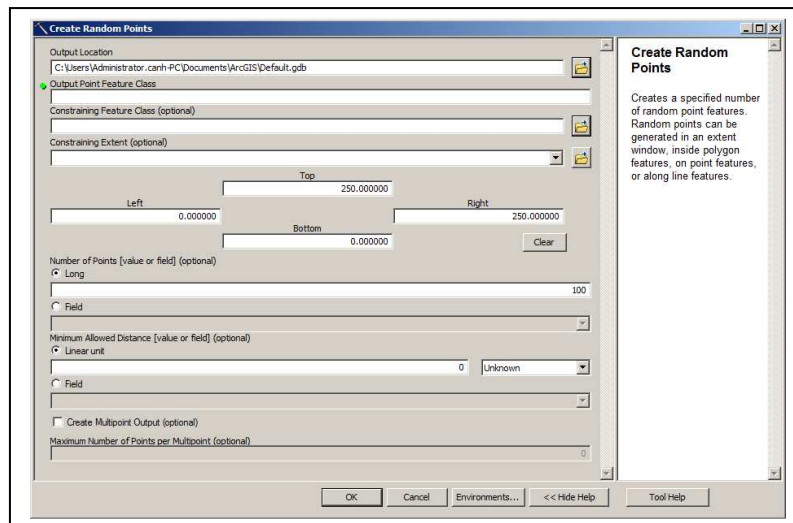 Create Random Points
Output Location
C:\Users\Administrator.canh-PC\Documents\ArcGIS\Default.gdb
Output Point Feature Class
Constraining Feature Class (optional)
Constraining Extent (optional)
Top
250.000000
Left
Right
0.000000
250.000000
Bottom
0.000000
Clear
Number of Points [value or field] (optional)
Long
100
Field
Minimum Allowed Distance [value or field] (optional)
Linear unit
0
Unknown
Field
Create Multipoint Output (optional)
Maximum Number of Points per Multipoint (optional)
0
OK
Cancel
Environments...
<< Hide Help
Tool Help
Create Random
Points
Creates a specified number
of random point features.
Random points can be
generated in an extent
window, inside polygon
features, on point features,
or along line features.